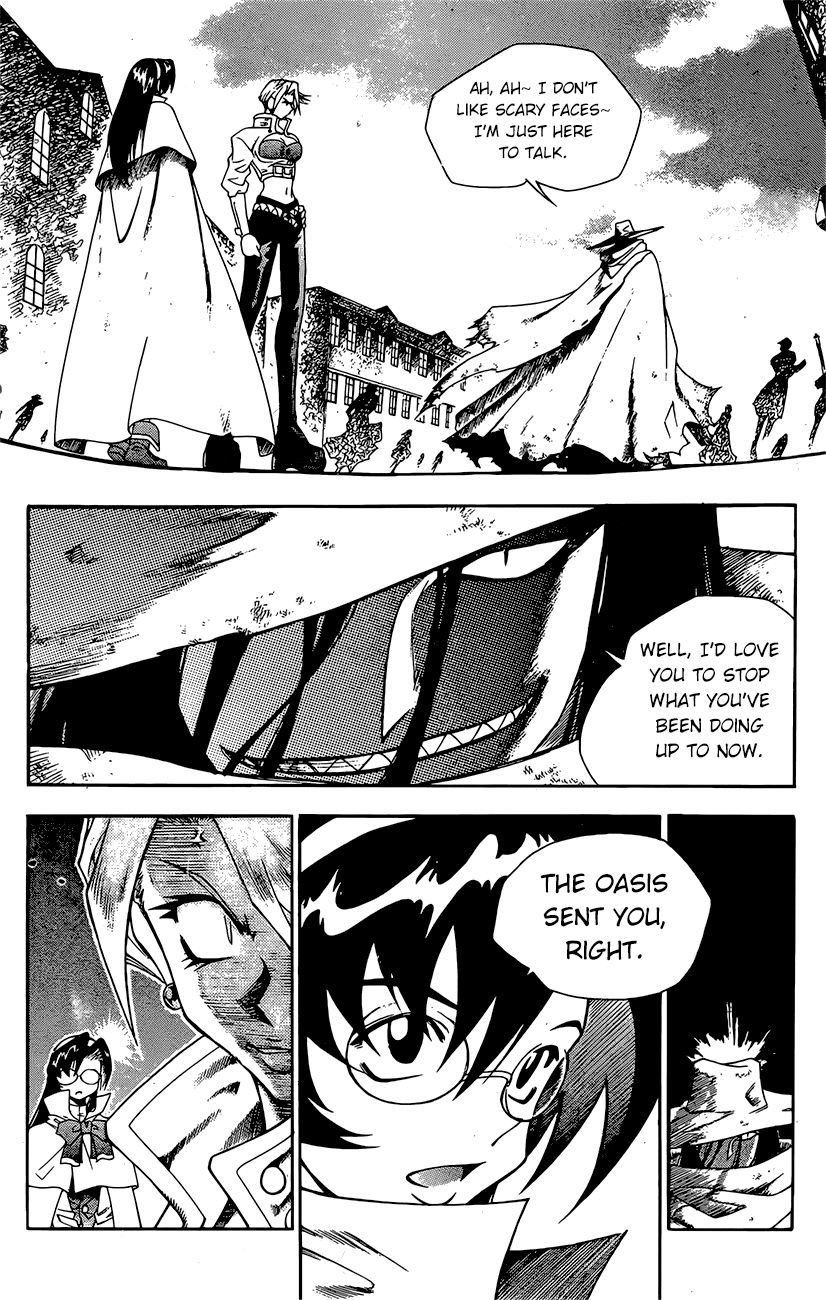 AH, AH~ I DON'T
LIKE SCARY FACES~
I'M JUST HERE
TO TALK.
WELL, I'D LOVE
YOU TO STOP
WHAT YOU'VE
BEEN DOING
UP TO NOW.
THE OASIS
SENT YOU,
RIGHT.